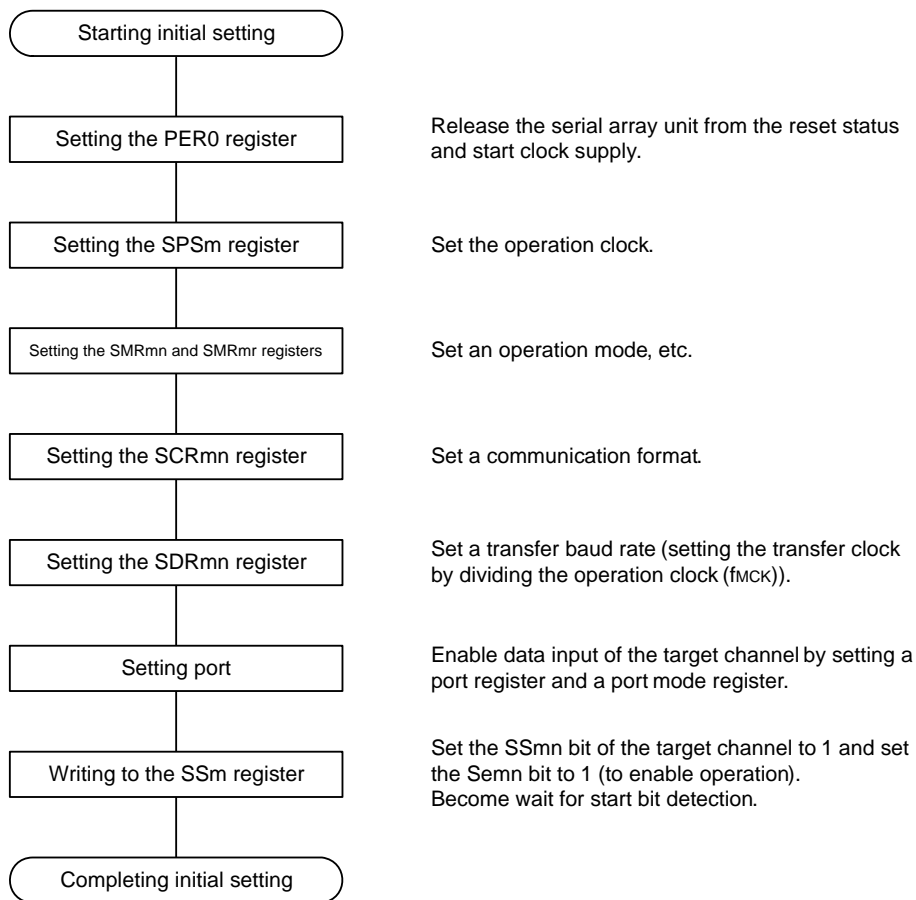 Starting initial setting
Setting the PER0 register
Release the serial array unit from the reset status
and start clock supply.
Setting the SPSm register
Set the operation clock.
Setting the SMRmn and SMRmr registers
Set an operation mode, etc.
Setting the SCRmn register
Set a communication format.
Setting the SDRmn register
Set a transfer baud rate (setting the transfer clock
by dividing the operation clock (fMCK)).
Setting port
Enable data input of the target channel by setting a
port register and a port mode register.
Writing to the SSm register
Set the SSmn bit of the target channel to 1 and set
the Semn bit to 1 (to enable operation).
Become wait for start bit detection.
Completing initial setting